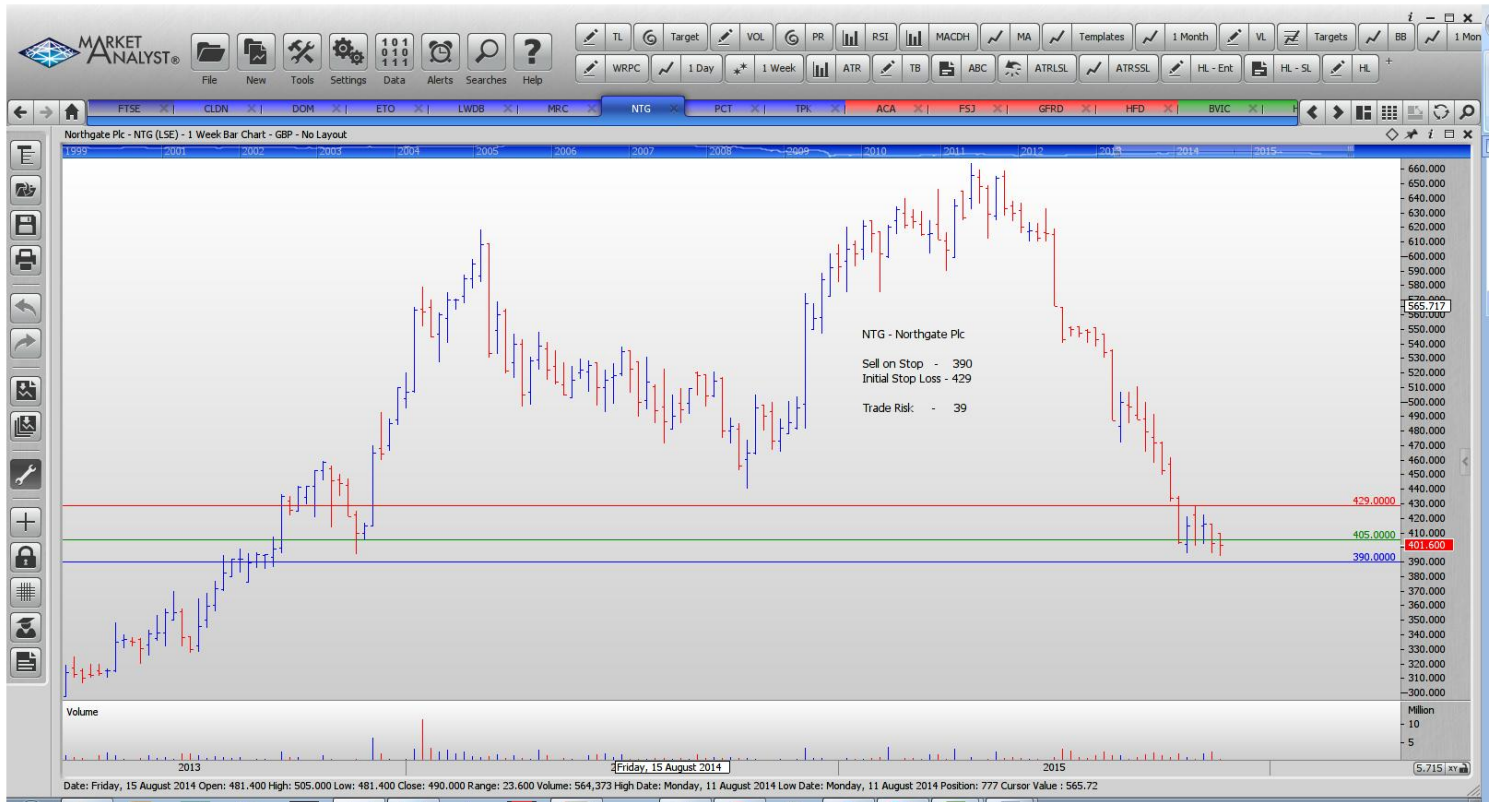 i
MARKET ANALYST®
File New Tools Settings Data Alerts Searches Help
101
010
111
TL Target VOL PR RSI MACDH MA Templates 1 Month VL Targets BB 1 Mon
WRPC 1 Day 1 Week ATR TB ABC ATRLSL ATRSSL HL - Ent HL - SL HL +
FTSE CLDN DOM ETO LWDB MRC NTG PCT TPK ACA FSJ GFRD HFD BVIC
Northgate Plc - NTG (LSE) - 1 Week Bar Chart - GBP - No Layout
i
1999 2001 2002 2003 2004 2005 2006 2007 2008 2009 2010 2011 2012 2013 2014 2015
660.000
650.000
640.000
630.000
620.000
610.000
600.000
590.000
580.000
570.000
565.717
560.000
550.000
540.000
530.000
520.000
510.000
500.000
490.000
480.000
470.000
460.000
450.000
440.000
430.000
420.000
410.000
401.600
390.000
380.000
370.000
360.000
350.000
340.000
330.000
320.000
310.000
300.000
NTG - Northgate Plc
Sell on Stop - 390
Initial Stop Loss - 429
Trade Risk - 39
429.0000
405.0000
390.0000
Volume
Million
10
5
2013 Friday, 15 August 2014 2015
5.715 XY
Date: Friday, 15 August 2014 Open: 481.400 High: 505.000 Low: 481.400 Close: 490.000 Range: 23.600 Volume: 564,373 High Date: Monday, 11 August 2014 Low Date: Monday, 11 August 2014 Position: 777 Cursor Value : 565.72